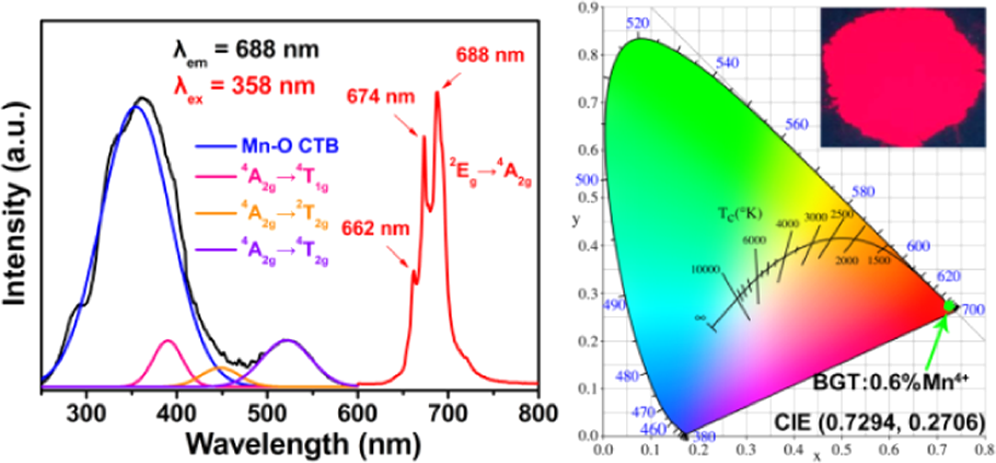 λem = 688 nm
λex = 358 nm
688 nm
674 nm
662 nm
²Eg→⁴A2g
Mn-O CTB
⁴A2g→⁴T1g
⁴A2g→²T2g
⁴A2g→⁴T2g
Intensity (a.u.)
300 400 500 600 700 800
Wavelength (nm)
0.9
0.8
0.7
0.6
0.5
y
0.4
0.3
0.2
0.1
0.0
0.0 0.1 0.2 0.3 0.4 0.5 0.6 0.7 0.8
x
520
540
560
580
600
620
700
500
490
480
470
460
380
Tc(°K)
∞
10000
6000
4000
3000
2500
2000
1500
BGT:0.6%Mn⁴⁺
CIE (0.7294, 0.2706)